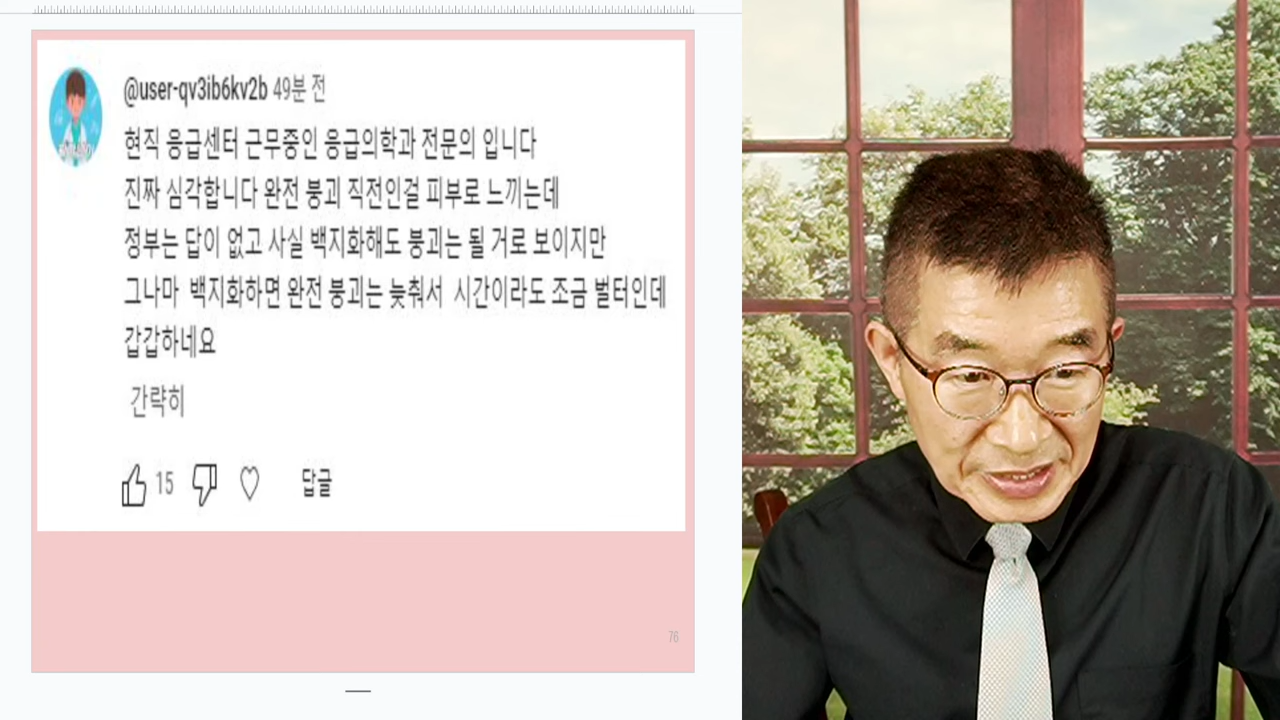 @user-qv3ib6kv2b 49분 전
현직 응급센터 근무중인 응급의학과 전문의 입니다
진짜 심각합니다 완전 붕괴 직전인걸 피부로 느끼는데
정부는 답이 없고 사실 백지화해도 붕괴는 될 거로 보이지만
그나마 백지화하면 완전 붕괴는 늦춰서 시간이라도 조금 벌터인데
갑갑하네요
간략히
15 답글
76